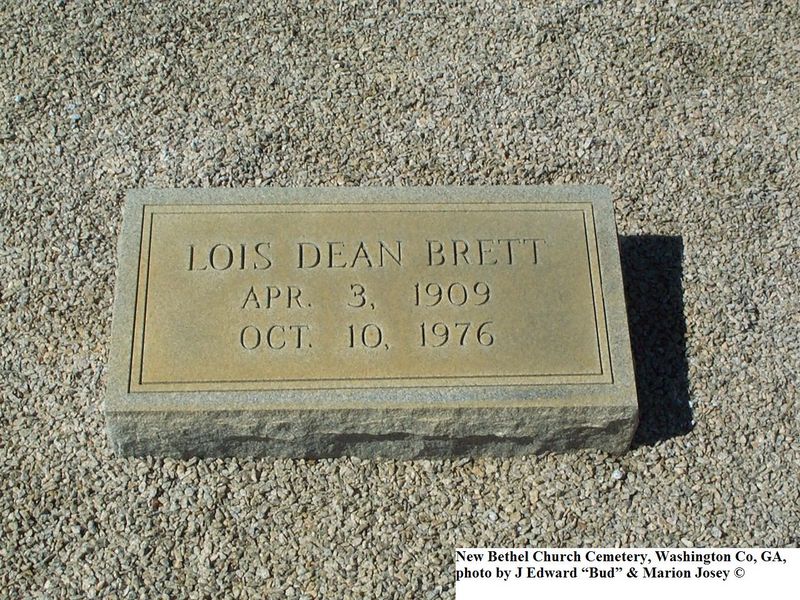 LOIS DEAN BRETT
APR. 3, 1909
OCT. 10, 1976
New Bethel Church Cemetery, Washington Co, GA,
photo by J Edward “Bud” & Marion Josey ©